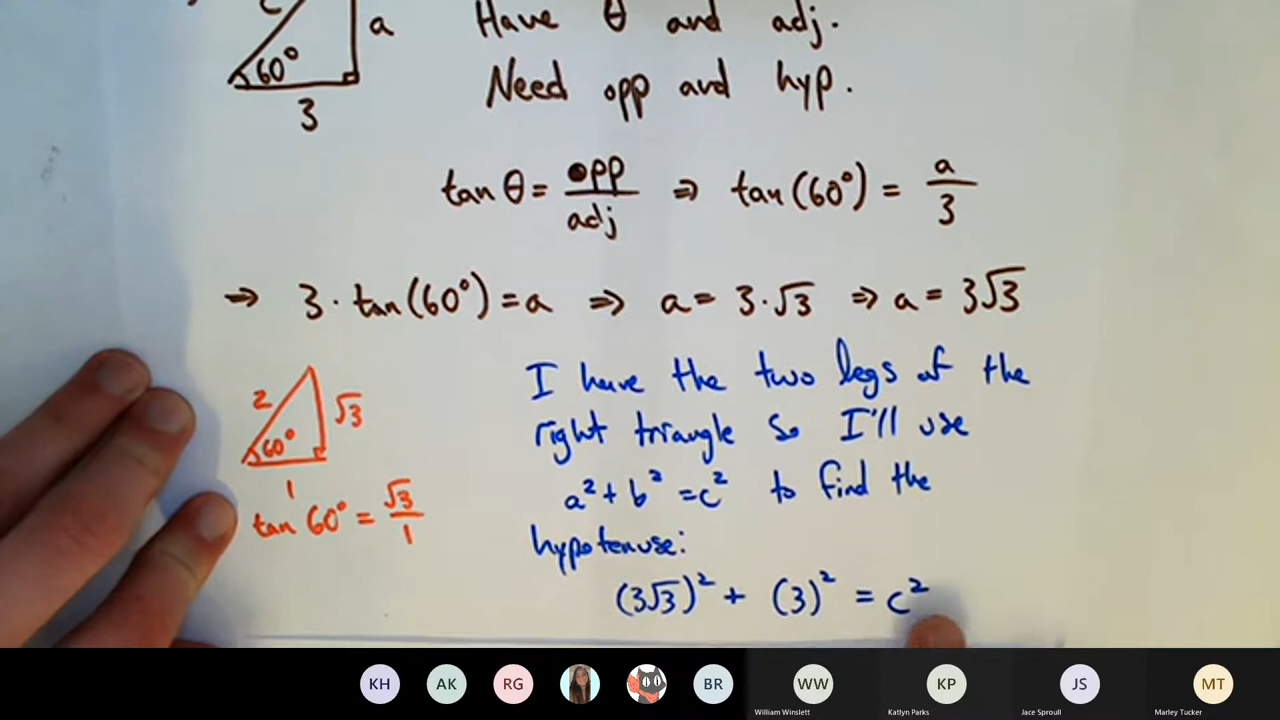 c a Have θ and adj.
60°
3
Need opp and hyp.
tan θ = opp/adj ⇒ tan(60°) = a/3
⇒ 3 · tan(60°) = a ⇒ a = 3·√3 ⇒ a = 3√3
2 √3
60°
1
tan 60° = √3/1
I have the two legs of the
right triangle so I'll use
a² + b² = c² to find the
hypotenuse:
(3√3)² + (3)² = c²
KH AK RG BR WW KP JS MT
William Winslett Katlyn Parks Jace Sproull Marley Tucker